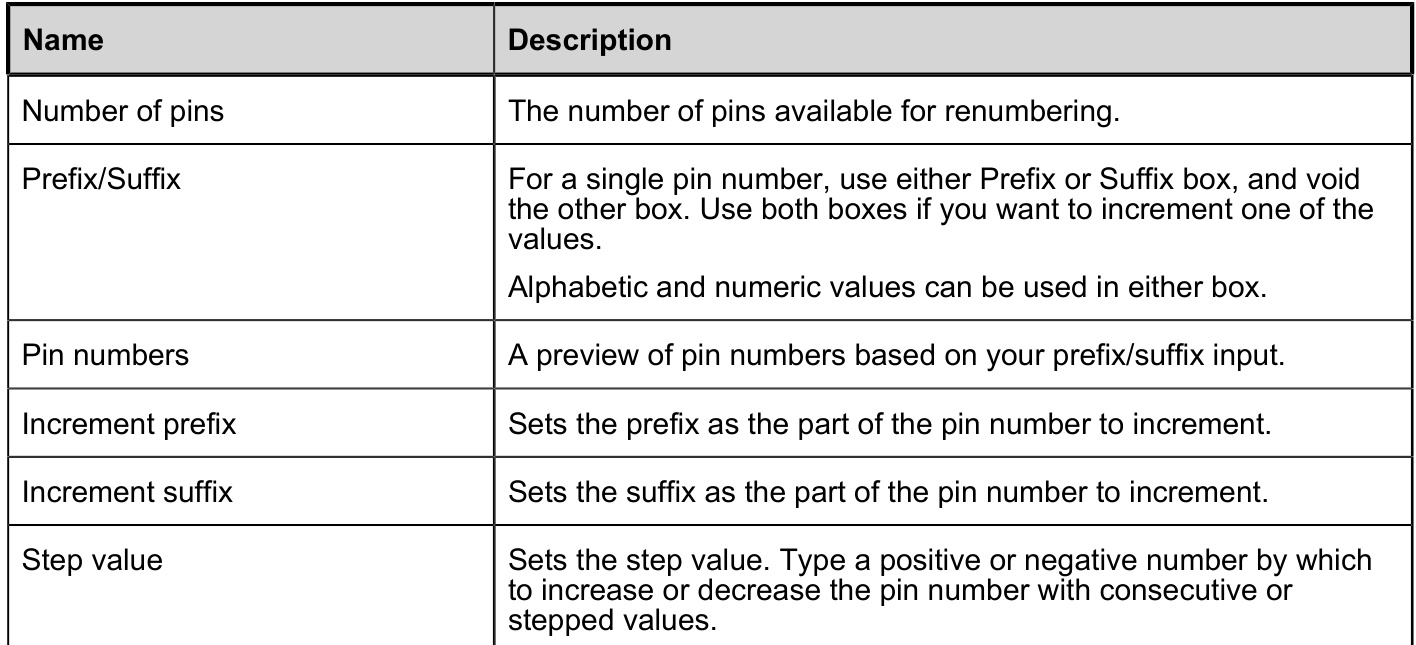 Name
Description
Number of pins
The number of pins available for renumbering.
Prefix/Suffix
For a single pin number, use either Prefix or Suffix box, and void
the other box. Use both boxes if you want to increment one of the
values.
Alphabetic and numeric values can be used in either box.
Pin numbers
A preview of pin numbers based on your prefix/suffix input.
Increment prefix
Sets the prefix as the part of the pin number to increment.
Increment suffix
Sets the suffix as the part of the pin number to increment.
Step value
Sets the step value. Type a positive or negative number by which
to increase or decrease the pin number with consecutive or
stepped values.